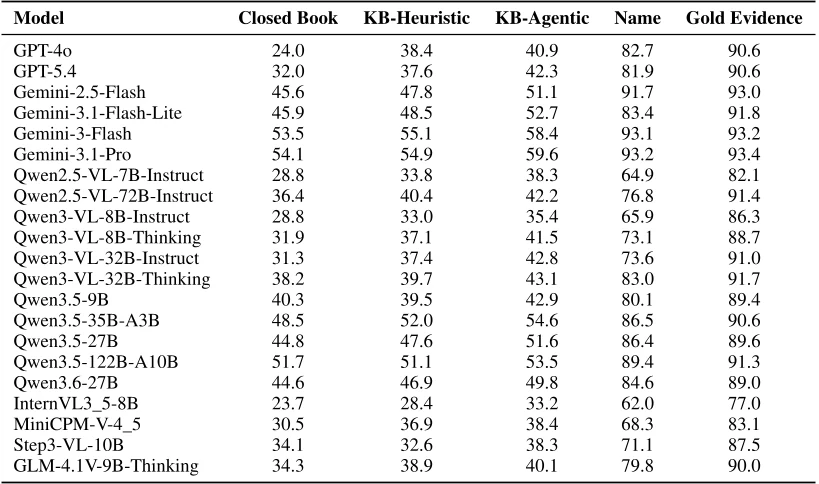 Model Closed Book KB-Heuristic KB-Agentic Name Gold Evidence
GPT-4o 24.0 38.4 40.9 82.7 90.6
GPT-5.4 32.0 37.6 42.3 81.9 90.6
Gemini-2.5-Flash 45.6 47.8 51.1 91.7 93.0
Gemini-3.1-Flash-Lite 45.9 48.5 52.7 83.4 91.8
Gemini-3-Flash 53.5 55.1 58.4 93.1 93.2
Gemini-3.1-Pro 54.1 54.9 59.6 93.2 93.4
Qwen2.5-VL-7B-Instruct 28.8 33.8 38.3 64.9 82.1
Qwen2.5-VL-72B-Instruct 36.4 40.4 42.2 76.8 91.4
Qwen3-VL-8B-Instruct 28.8 33.0 35.4 65.9 86.3
Qwen3-VL-8B-Thinking 31.9 37.1 41.5 73.1 88.7
Qwen3-VL-32B-Instruct 31.3 37.4 42.8 73.6 91.0
Qwen3-VL-32B-Thinking 38.2 39.7 43.1 83.0 91.7
Qwen3.5-9B 40.3 39.5 42.9 80.1 89.4
Qwen3.5-35B-A3B 48.5 52.0 54.6 86.5 90.6
Qwen3.5-27B 44.8 47.6 51.6 86.4 89.6
Qwen3.5-122B-A10B 51.7 51.1 53.5 89.4 91.3
Qwen3.6-27B 44.6 46.9 49.8 84.6 89.0
InternVL3_5-8B 23.7 28.4 33.2 62.0 77.0
MiniCPM-V-4_5 30.5 36.9 38.4 68.3 83.1
Step3-VL-10B 34.1 32.6 38.3 71.1 87.5
GLM-4.1V-9B-Thinking 34.3 38.9 40.1 79.8 90.0